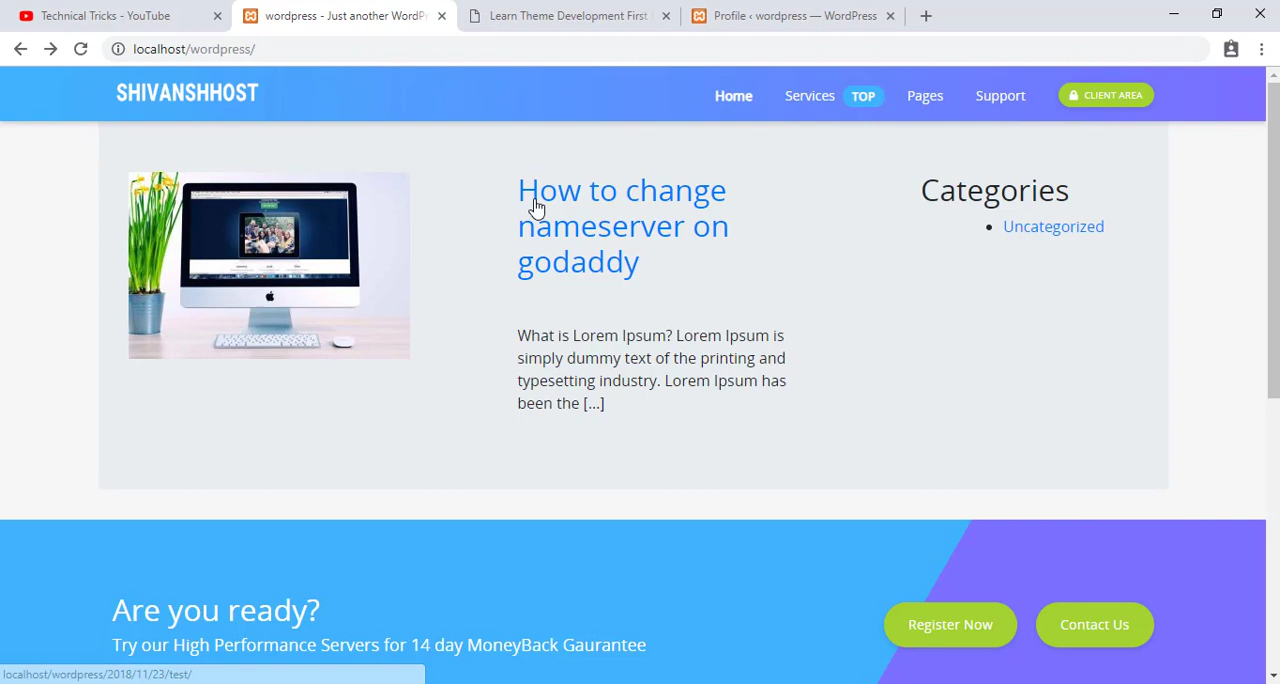 Technical Tricks - YouTube
wordpress - Just another WordPr
Learn Theme Development First
Profile ‹ wordpress — WordPress
localhost/wordpress/
SHIVANSHHOST
Home
Services
TOP
Pages
Support
CLIENT AREA
How to change
nameserver on
godaddy
What is Lorem Ipsum? Lorem Ipsum is
simply dummy text of the printing and
typesetting industry. Lorem Ipsum has
been the [...]
Categories
Uncategorized
Are you ready?
Try our High Performance Servers for 14 day MoneyBack Gaurantee
Register Now
Contact Us
localhost/wordpress/2018/11/23/test/